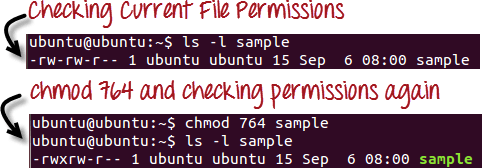 Checking Current File Permissions
ubuntu@ubuntu:~$ ls -l sample
-rw-rw-r-- 1 ubuntu ubuntu 15 Sep  6 08:00 sample
chmod 764 and checking permissions again
ubuntu@ubuntu:~$ chmod 764 sample
ubuntu@ubuntu:~$ ls -l sample
-rwxrw-r-- 1 ubuntu ubuntu 15 Sep  6 08:00 sample